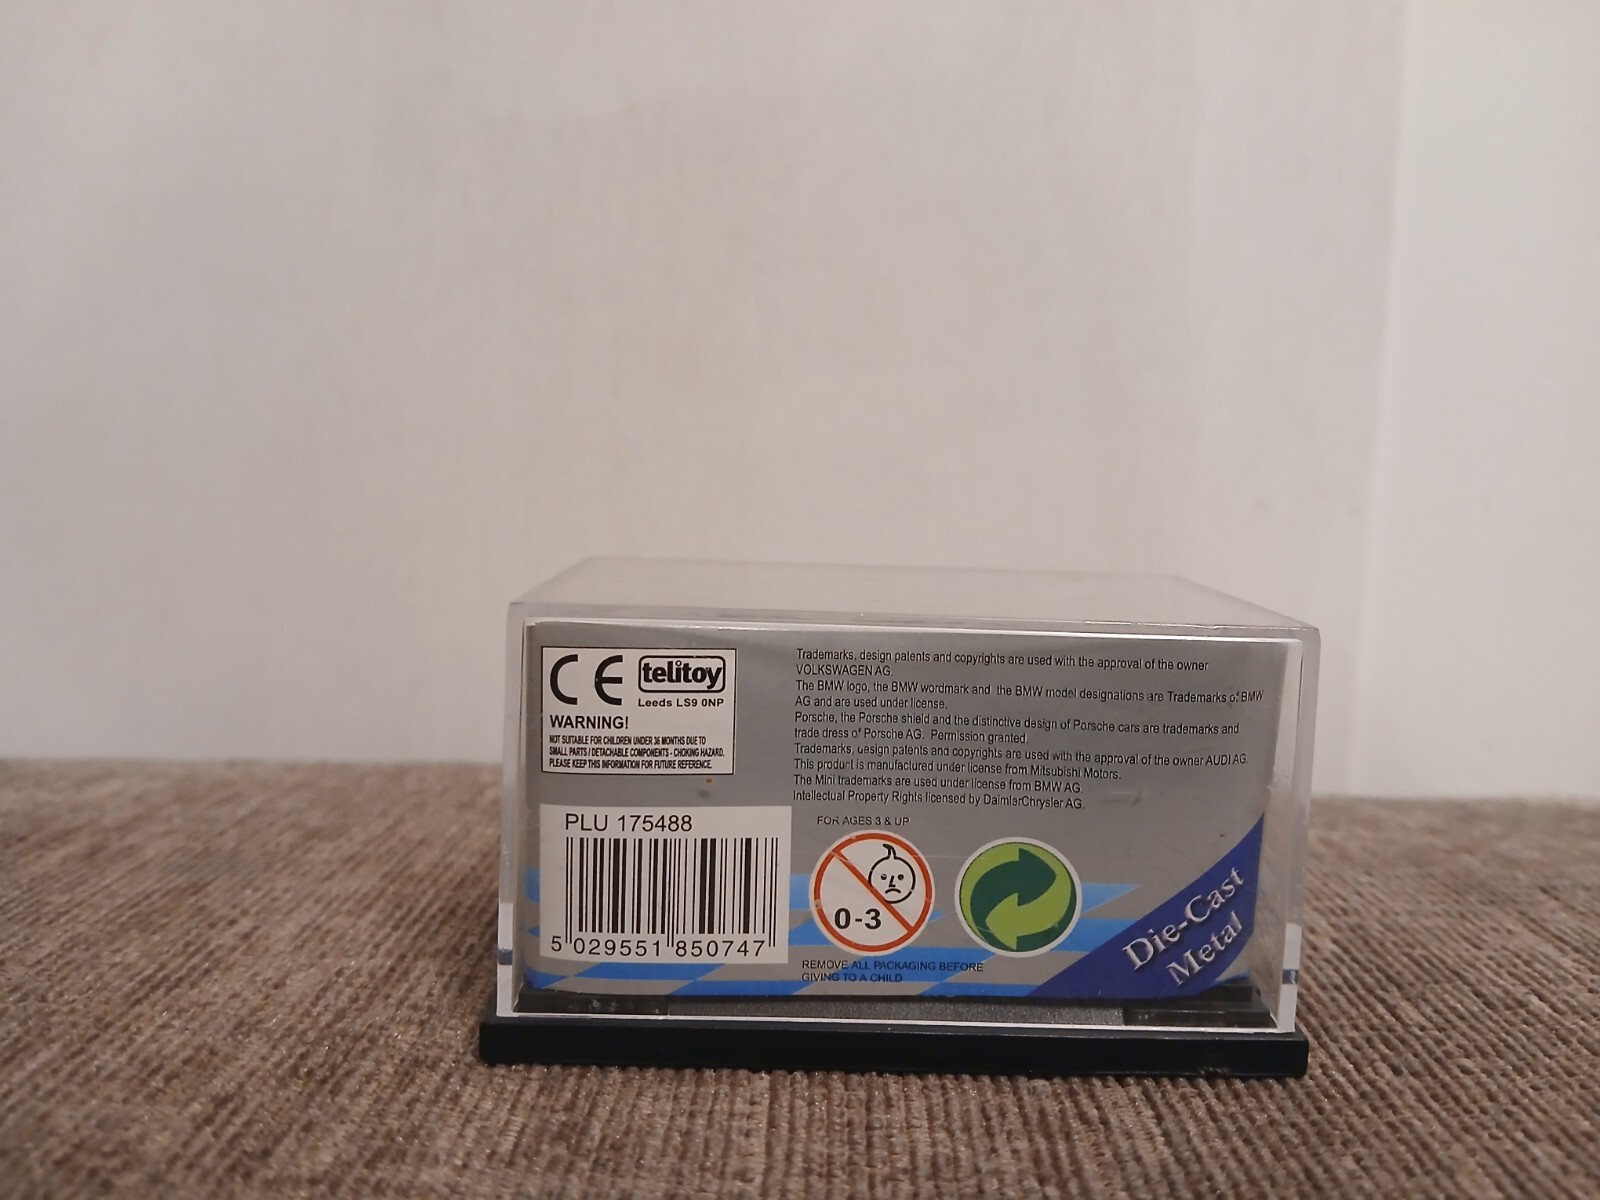 CE
telitoy
Leeds LS9 0NP
WARNING!
NOT SUITABLE FOR CHILDREN UNDER 36 MONTHS DUE TO
SMALL PARTS / DETACHABLE COMPONENTS - CHOKING HAZARD.
PLEASE KEEP THIS INFORMATION FOR FUTURE REFERENCE.
PLU 175488
5 029551 850747
Trademarks, design patents and copyrights are used with the approval of the owner
VOLKSWAGEN AG.
The BMW logo, the BMW wordmark and the BMW model designations are Trademarks of BMW
AG and are used under license.
Porsche, the Porsche shield and the distinctive design of Porsche cars are trademarks and
trade dress of Porsche AG. Permission granted.
Trademarks, design patents and copyrights are used with the approval of the owner AUDI AG.
This product is manufactured under license from Mitsubishi Motors.
The Mini trademarks are used under license from BMW AG.
Intellectual Property Rights licensed by DaimlerChrysler AG.
FOR AGES 3 & UP
0-3
REMOVE ALL PACKAGING BEFORE
GIVING TO A CHILD
Die-Cast
Metal